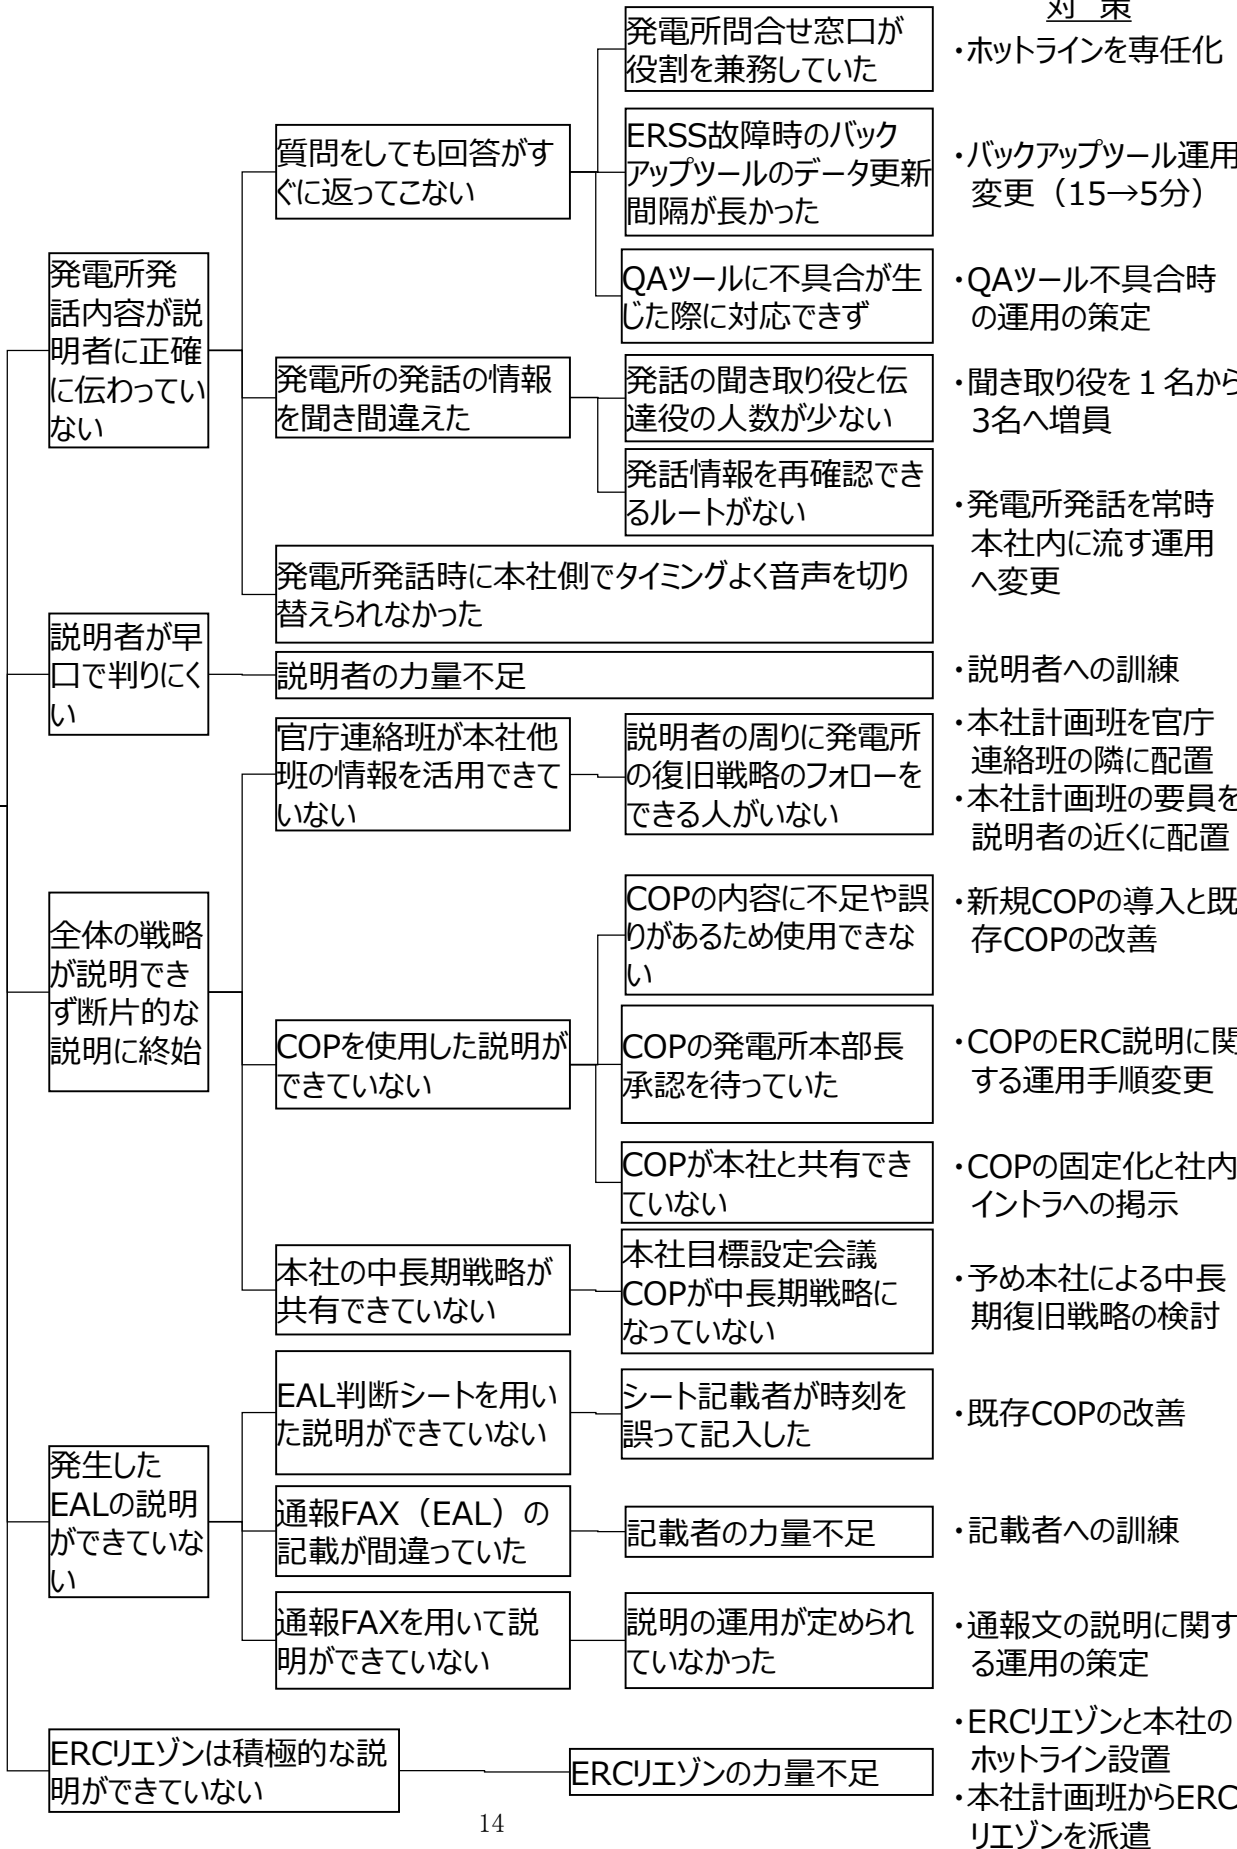 対 策
発電所問合せ窓口が
役割を兼務していた
・ホットラインを専任化
質問をしても回答がす
ぐに返ってこない
ERSS故障時のバック
アップツールのデータ更新
間隔が長かった
・バックアップツール運用
変更（15→5分）
発電所発
話内容が説
明者に正確
に伝わってい
ない
QAツールに不具合が生
じた際に対応できず
・QAツール不具合時
の運用の策定
発電所の発話の情報
を聞き間違えた
発話の聞き取り役と伝
達役の人数が少ない
・聞き取り役を１名から
3名へ増員
発話情報を再確認でき
るルートがない
・発電所発話を常時
本社内に流す運用
へ変更
発電所発話時に本社側でタイミングよく音声を切り
替えられなかった
説明者が早
口で判りにく
い
説明者の力量不足
・説明者への訓練
官庁連絡班が本社他
班の情報を活用できて
いない
説明者の周りに発電所
の復旧戦略のフォローを
できる人がいない
・本社計画班を官庁
連絡班の隣に配置
・本社計画班の要員を
説明者の近くに配置
全体の戦略
が説明でき
ず断片的な
説明に終始
COPの内容に不足や誤
りがあるため使用できな
い
・新規COPの導入と既
存COPの改善
COPを使用した説明が
できていない
COPの発電所本部長
承認を待っていた
・COPのERC説明に関
する運用手順変更
COPが本社と共有でき
ていない
・COPの固定化と社内
イントラへの掲示
本社の中長期戦略が
共有できていない
本社目標設定会議
COPが中長期戦略に
なっていない
・予め本社による中長
期復旧戦略の検討
EAL判断シートを用い
た説明ができていない
シート記載者が時刻を
誤って記入した
・既存COPの改善
発生した
EALの説明
ができていな
い
通報FAX（EAL）の
記載が間違っていた
記載者の力量不足
・記載者への訓練
通報FAXを用いて説
明ができていない
説明の運用が定められ
ていなかった
・通報文の説明に関す
る運用の策定
ERCリエゾンは積極的な説
明ができていない
ERCリエゾンの力量不足
・ERCリエゾンと本社の
ホットライン設置
・本社計画班からERC
リエゾンを派遣
14